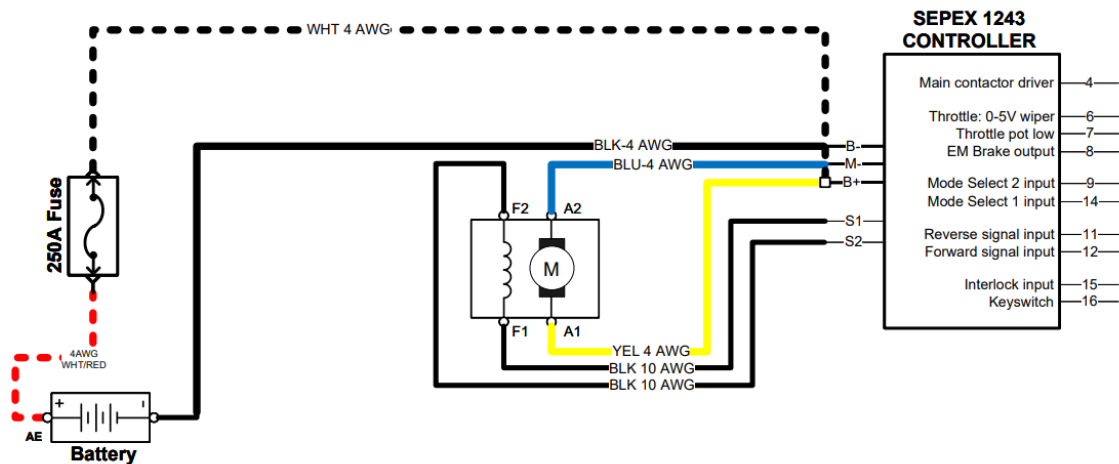 SEPEX 1243
CONTROLLER
WHT 4 AWG
Main contactor driver
4
Throttle: 0-5V wiper
6
Throttle pot low
7
BLK-4 AWG
B-
EM Brake output
8
BLU-4 AWG
M-
B+
Mode Select 2 input
9
Mode Select 1 input
14
250A Fuse
F2
A2
S1
Reverse signal input
11
S2
Forward signal input
12
M
Interlock input
15
Keyswitch
16
F1
A1
YEL 4 AWG
4AWG
WHT/RED
BLK 10 AWG
BLK 10 AWG
+
-
AE
Battery